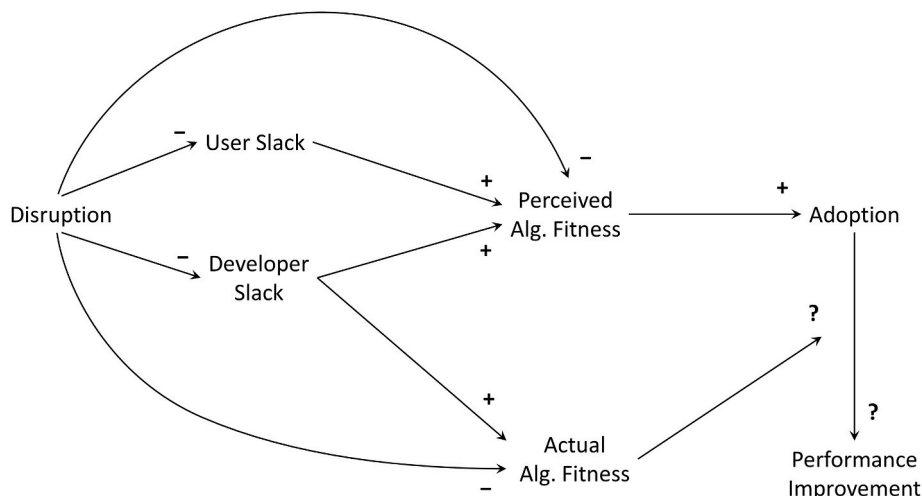 –
User Slack
–
+
+
Perceived
Alg. Fitness
Disruption
Adoption
+
–
Developer
Slack
?
+
?
Actual
Alg. Fitness
–
Performance
Improvement